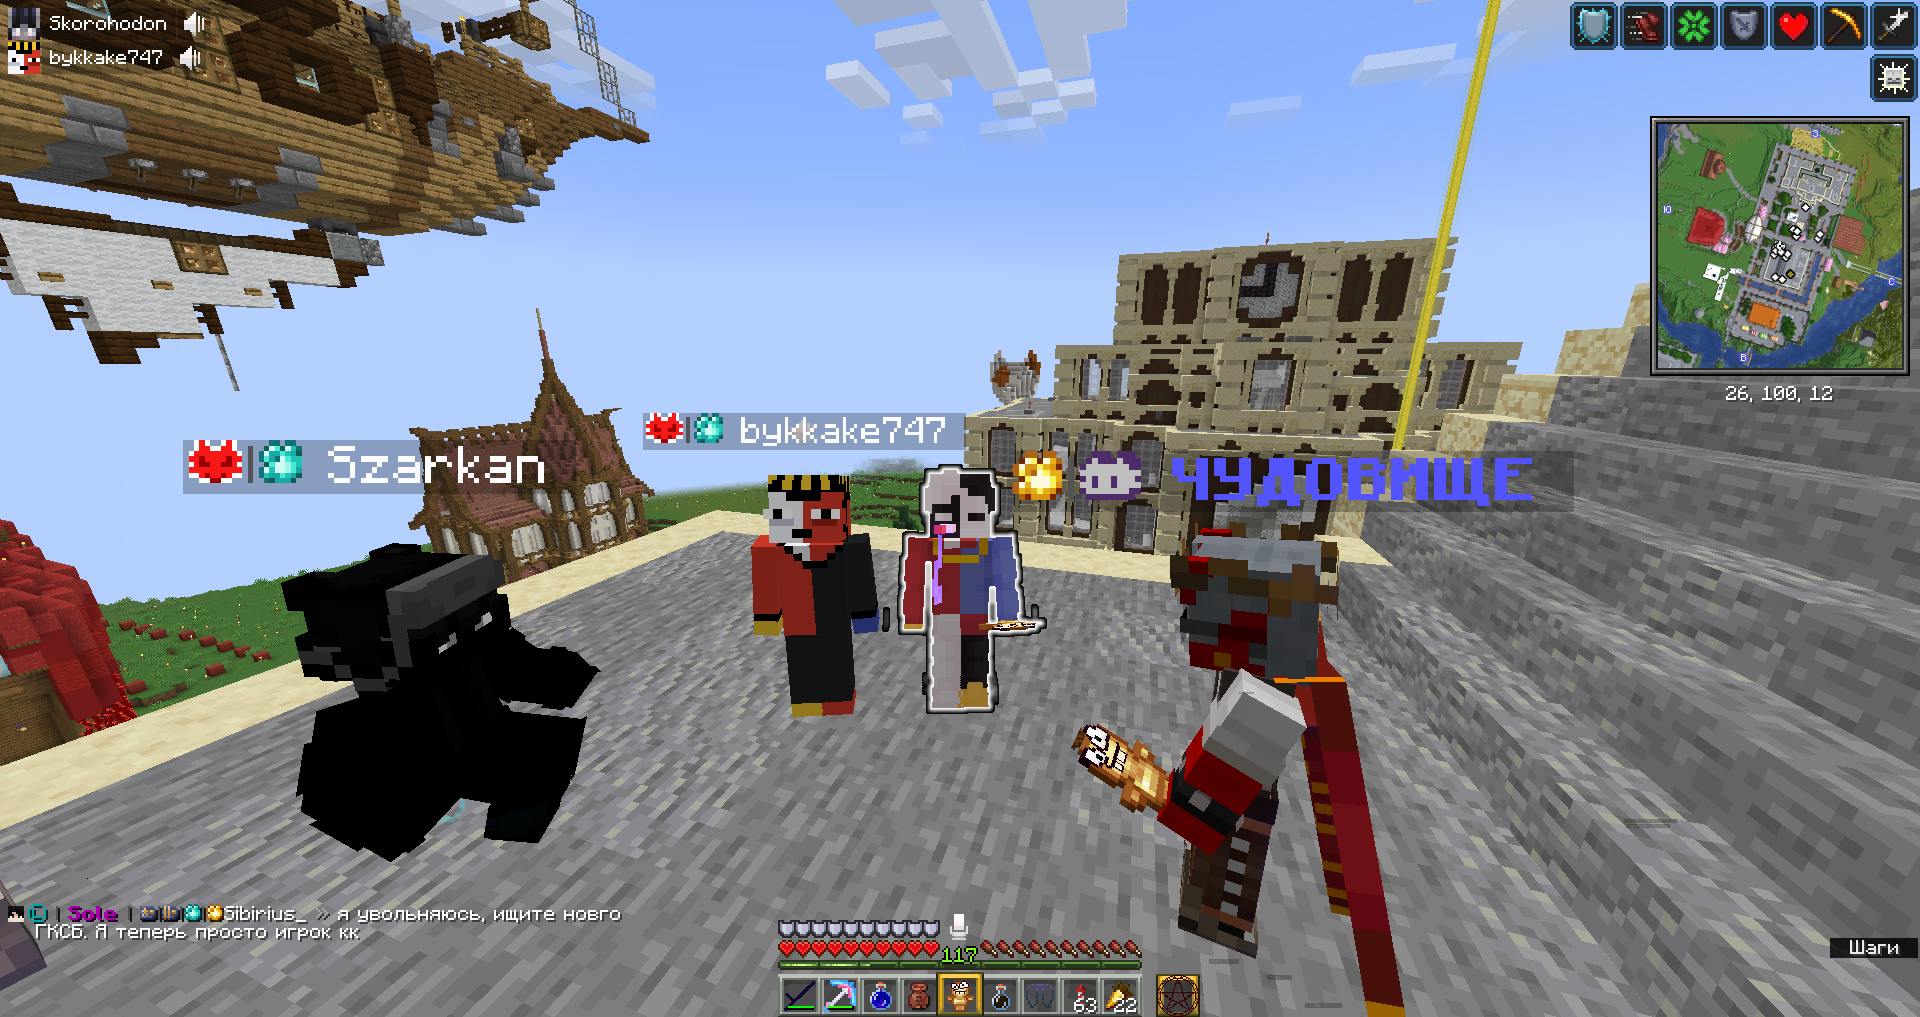 Skorohodon
bykkake747
З
Ю
С
В
26, 100, 12
bykkake747
Szarkan
ЧУДОВИЩЕ
| Sole | Sibirius_ » я увольняюсь, ищите новго
ГКСБ. Я теперь просто игрок кк
117
Шаги
63
22